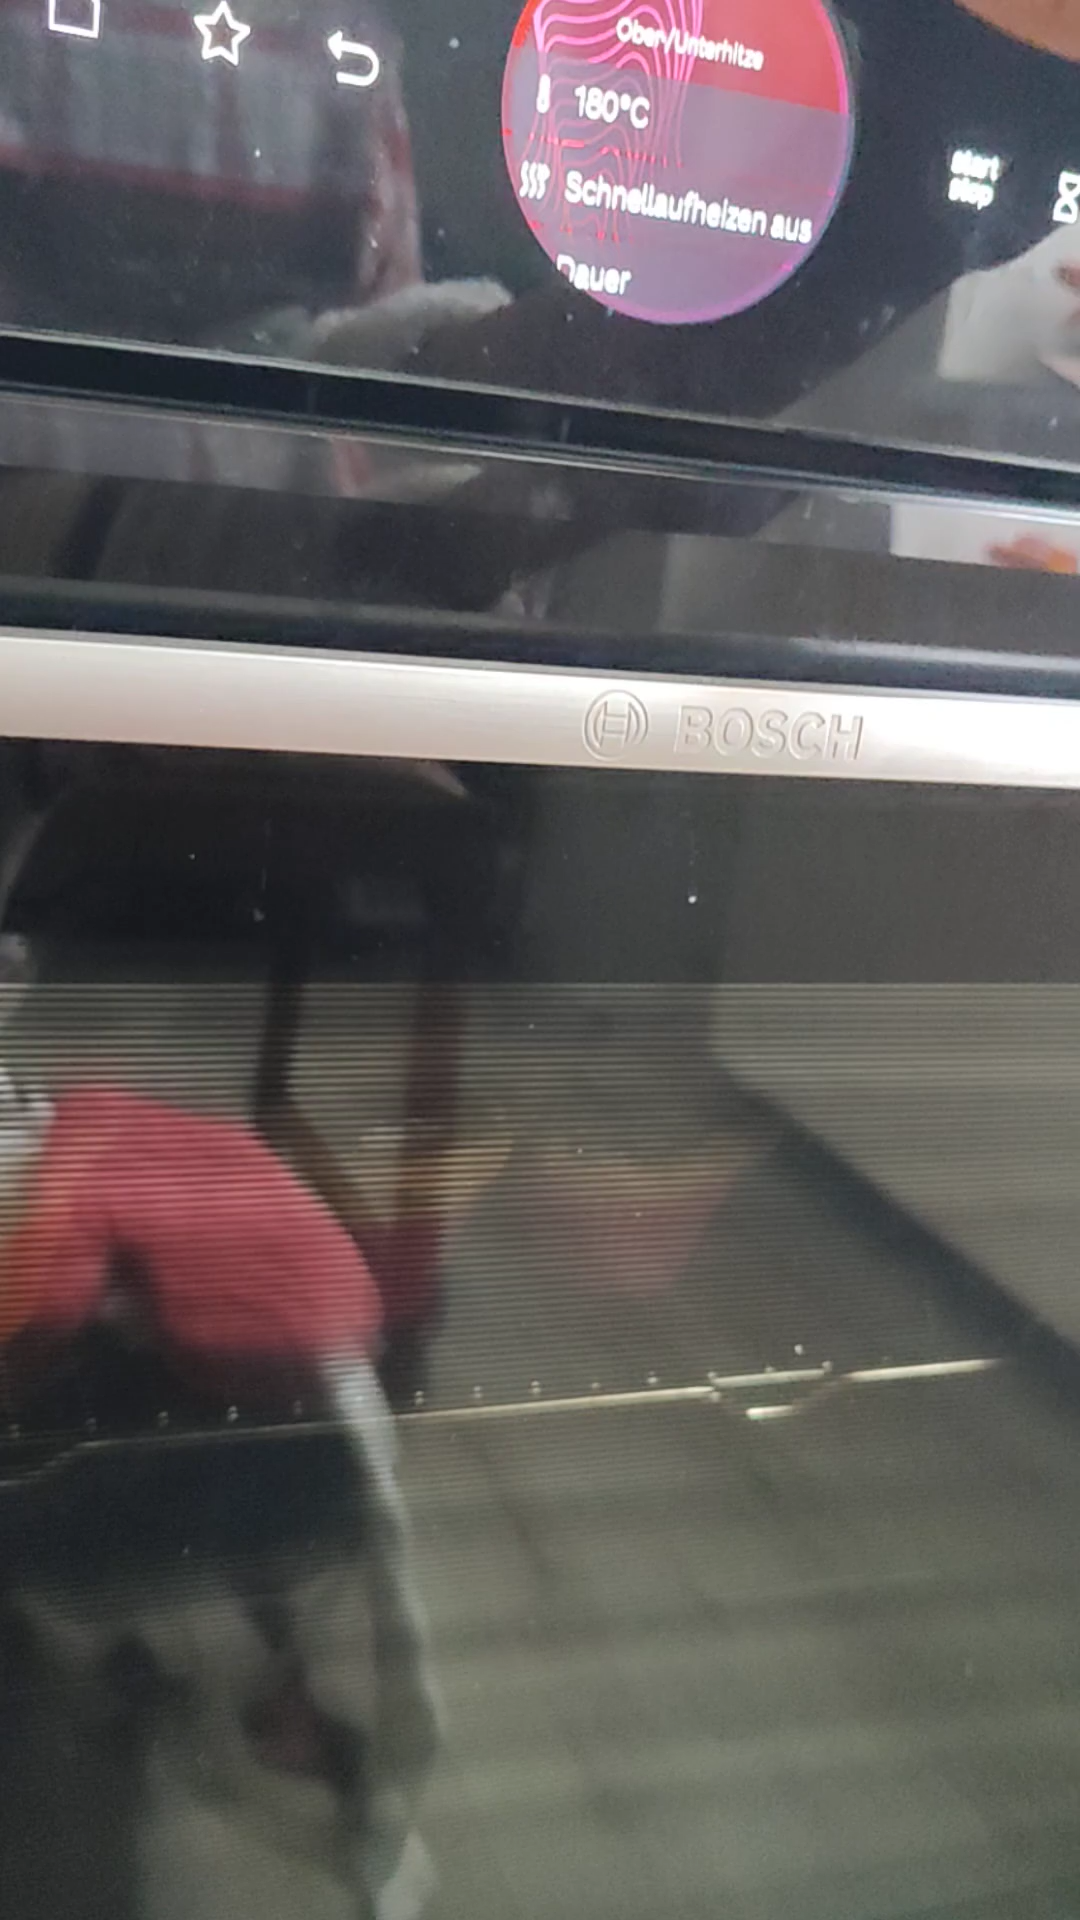 Ober-/Unterhitze
180°C
Schnellaufheizen aus
Dauer
start
stop
BOSCH